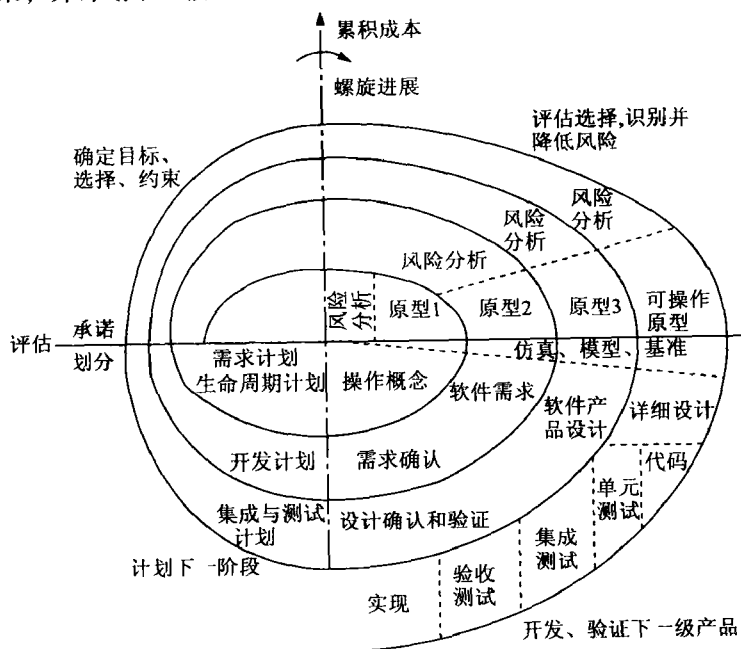 累积成本
螺旋进展
评估选择,识别并
降低风险
确定目标、
选择、约束
风险
分析
风险
分析
风险分析
风险
分析
原型1
原型2
原型3
可操作
原型
评估
承诺
划分
仿真、模型、基准
需求计划
生命周期计划
操作概念
软件需求
软件产
品设计
详细设计
开发计划
需求确认
代码
单元
测试
集成与测试
计划
设计确认和验证
集成
测试
计划下一阶段
验收
测试
实现
开发、验证下一级产品